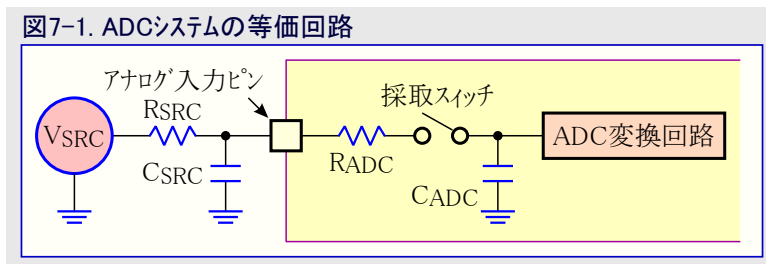 図7-1. ADCシステムの等価回路
アナログ入力ピン
採取スイッチ
RSRC
VSRC
ADC変換回路
RADC
CSRC
CADC